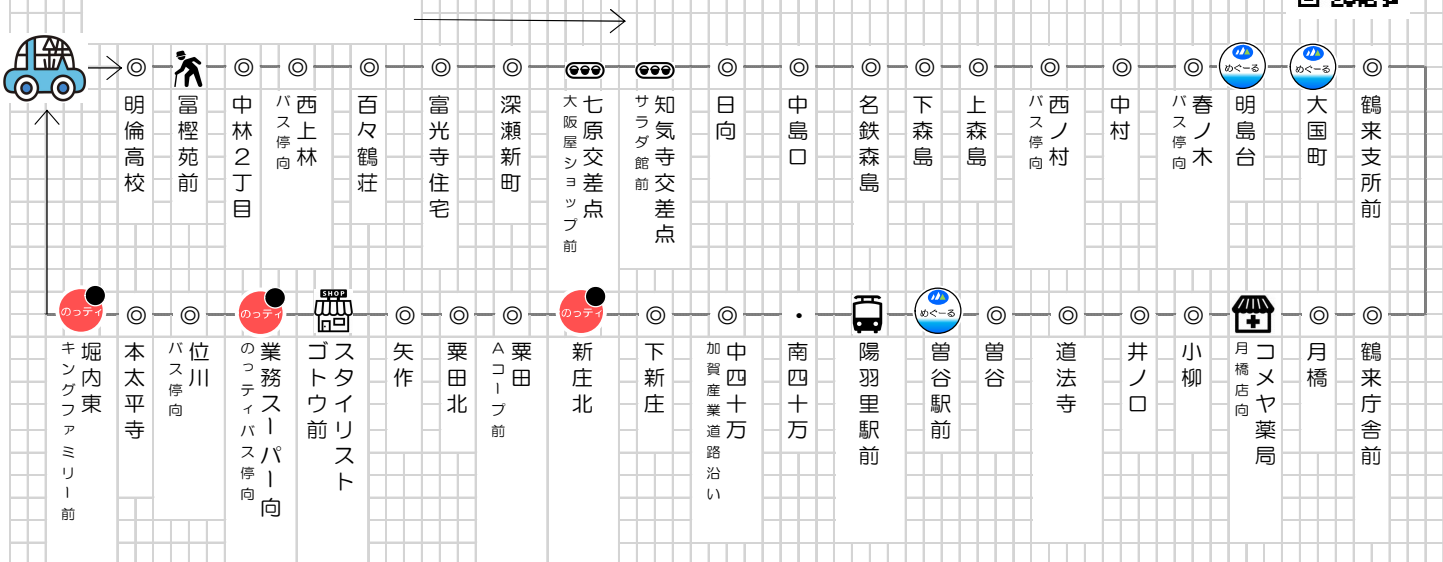 明倫高校
冨樫苑前
中林2丁目
西上林
バス停向
百々鶴荘
富光寺住宅
深瀬新町
七原交差点
大阪屋ショップ前
知気寺交差点
サラダ館前
日向
中島口
名鉄森島
下森島
上森島
西ノ村
バス停向
中村
春ノ木
バス停向
めぐーる
明島台
めぐーる
大国町
鶴来支所前
のっティ
堀内東
キングファミリー前
本太平寺
位川
バス停向
のっティ
業務スーパー向
のっティバス停向
SHOP
スタイリスト
ゴトウ前
矢作
粟田北
粟田
Aコープ前
のっティ
新庄北
下新庄
中四十万
加賀産業道路沿い
南四十万
陽羽里駅前
めぐーる
曽谷駅前
曽谷
道法寺
井ノ口
小柳
コメヤ薬局
月橋店向
月橋
鶴来庁舎前